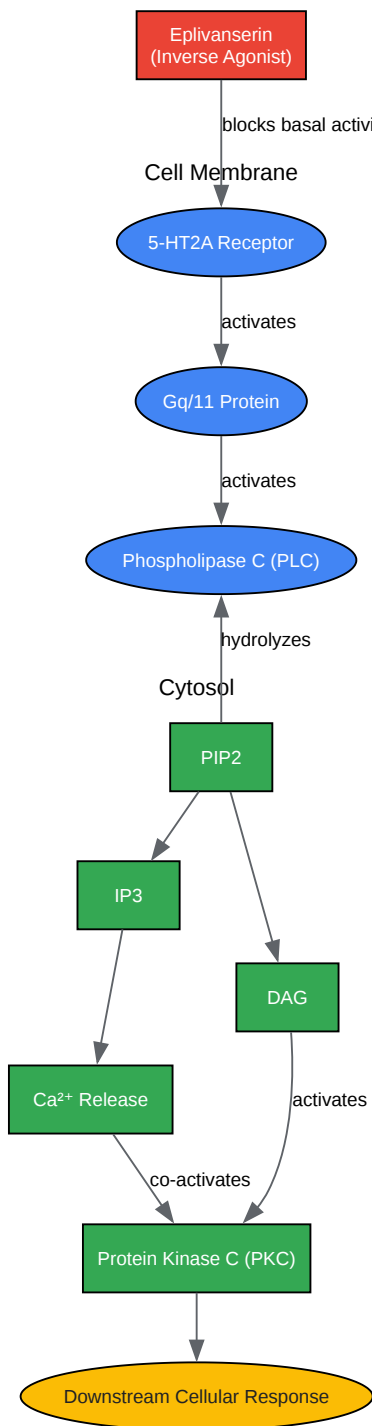 Eplivanserin
(Inverse Agonist)
blocks basal activi
Cell Membrane
5-HT2A Receptor
activates
Gq/11 Protein
activates
Phospholipase C (PLC)
hydrolyzes
Cytosol
PIP2
IP3
DAG
Ca²⁺ Release
activates
co-activates
Protein Kinase C (PKC)
Downstream Cellular Response